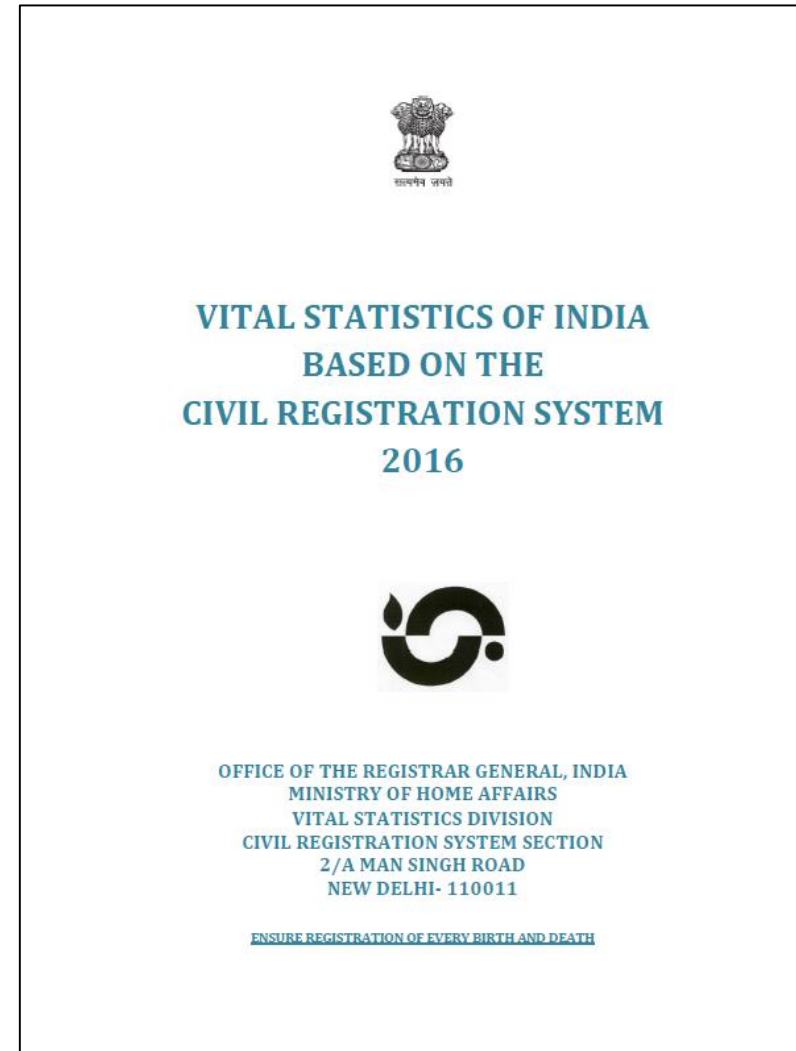 सत्यमेव जयते
VITAL STATISTICS OF INDIA
BASED ON THE
CIVIL REGISTRATION SYSTEM
2016
OFFICE OF THE REGISTRAR GENERAL, INDIA
MINISTRY OF HOME AFFAIRS
VITAL STATISTICS DIVISION
CIVIL REGISTRATION SYSTEM SECTION
2/A MAN SINGH ROAD
NEW DELHI- 110011
ENSURE REGISTRATION OF EVERY BIRTH AND DEATH